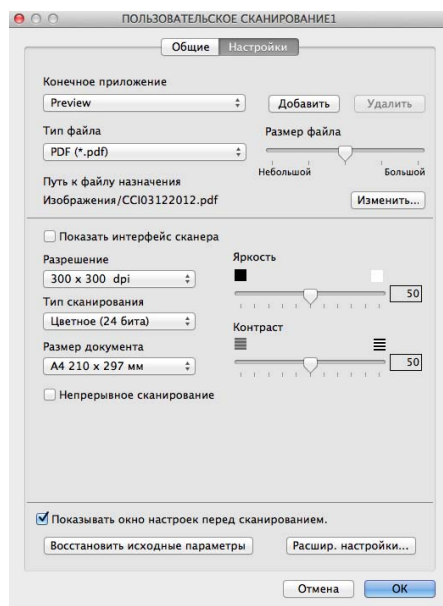 ПОЛЬЗОВАТЕЛЬСКОЕ СКАНИРОВАНИЕ1
Общие Настройки
Конечное приложение
Preview Добавить Удалить
Тип файла Размер файла
PDF (*.pdf)
Небольшой Большой
Путь к файлу назначения
Изображения/CCI03122012.pdf Изменить...
Показать интерфейс сканера
Разрешение Яркость
300 x 300 dpi 50
Тип сканирования
Цветное (24 бита) Контраст
Размер документа
A4 210 x 297 мм 50
Непрерывное сканирование
Показывать окно настроек перед сканированием.
Восстановить исходные параметры Расшир. настройки...
Отмена OK